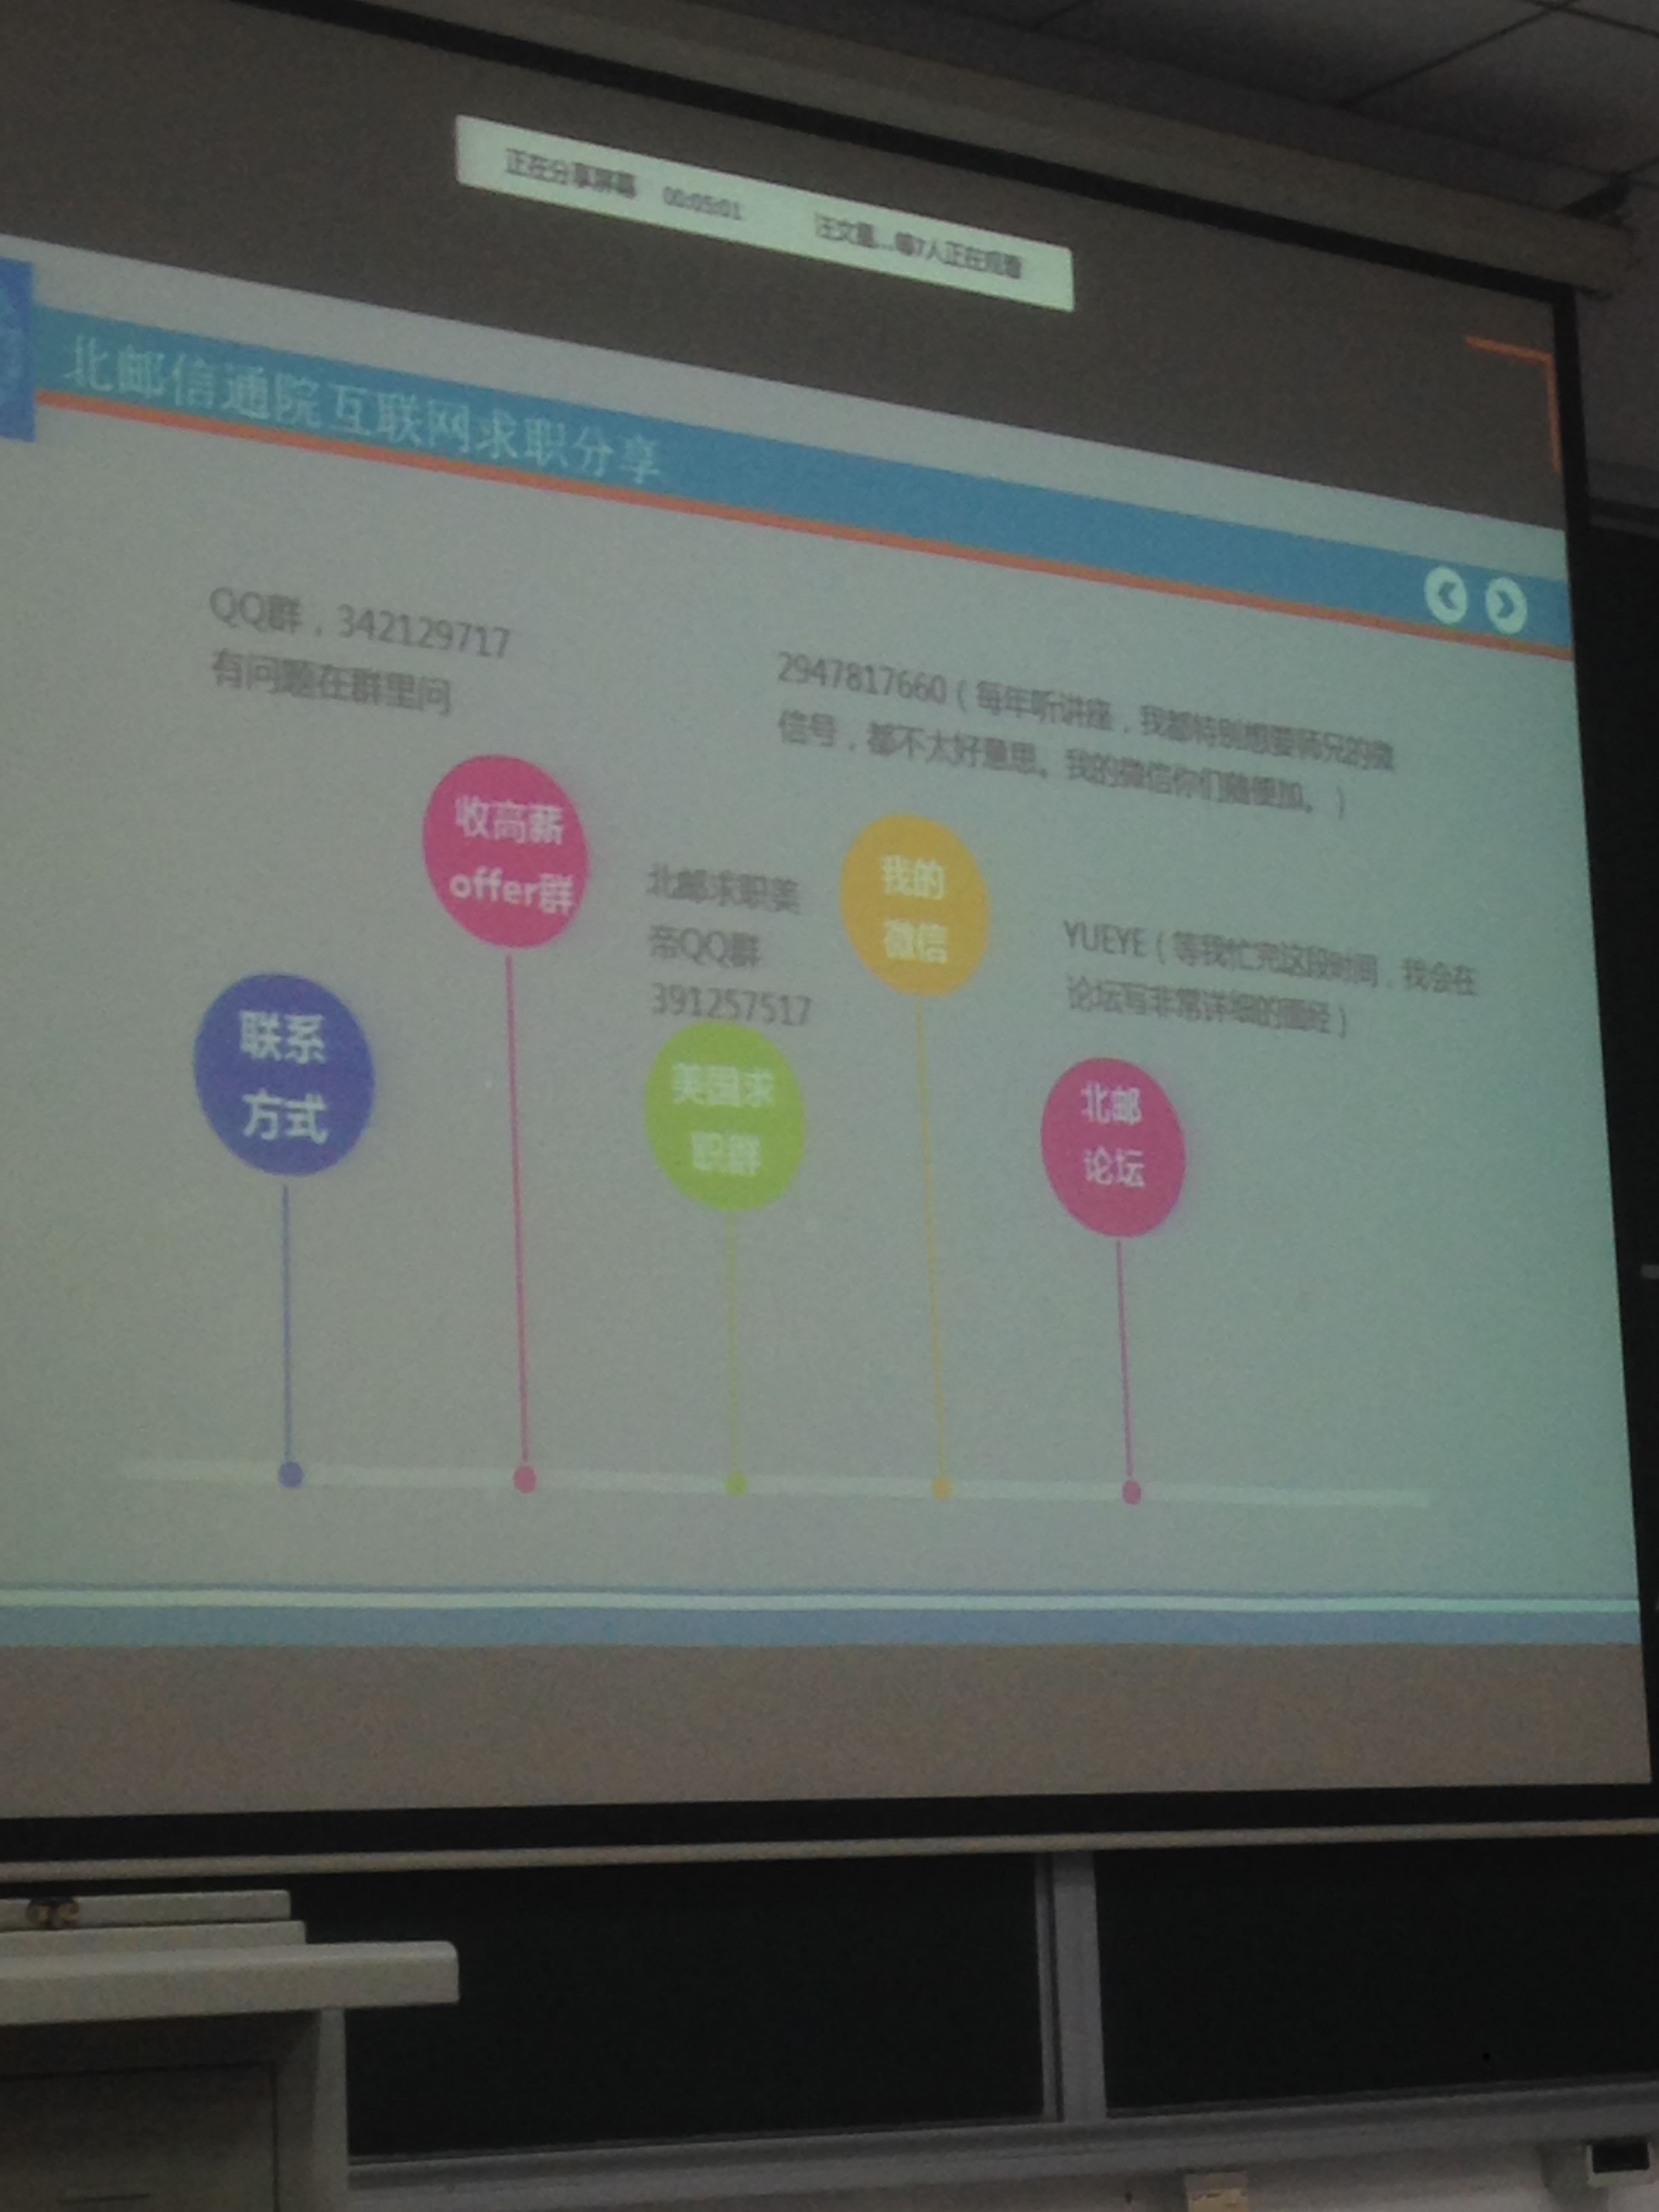 正在分享屏幕 00:05:01 汪文量...等7人正在观看
北邮信通院互联网求职分享
QQ群，342129717
有问题在群里问
2947817660（每年听讲座，我都特别想要师兄的微
信号，都不太好意思。我的微信你们随便加。）
收高薪
offer群
北邮求职美
帝QQ群
391257517
我的
微信
YUEYE（等我忙完这段时间，我会在
论坛写非常详细的面经）
联系
方式
美国求
职群
北邮
论坛